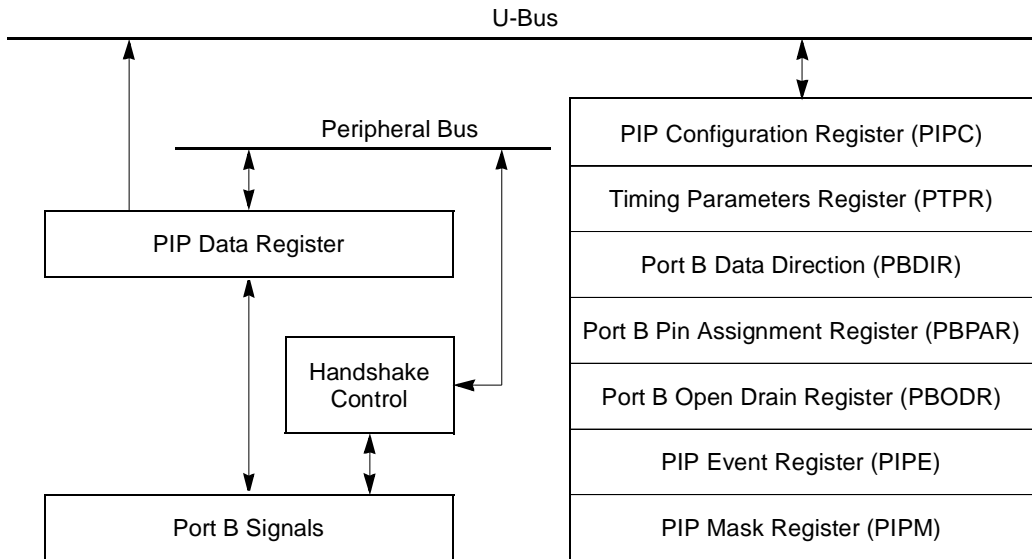 U-Bus
Peripheral Bus
PIP Data Register
Handshake
Control
Port B Signals
PIP Configuration Register (PIPC)
Timing Parameters Register (PTPR)
Port B Data Direction (PBDIR)
Port B Pin Assignment Register (PBPAR)
Port B Open Drain Register (PBODR)
PIP Event Register (PIPE)
PIP Mask Register (PIPM)